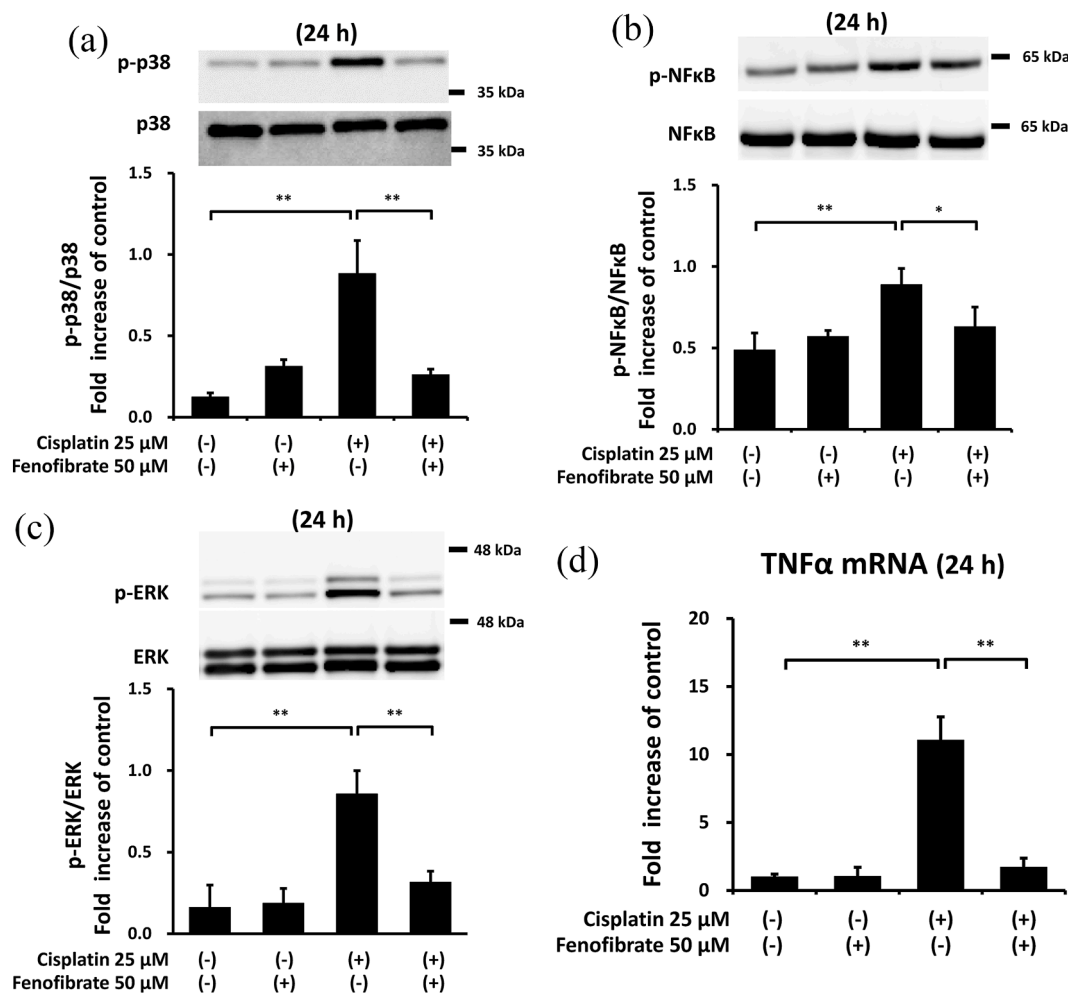 (a)
(24 h)
p-p38
35 kDa
p38
35 kDa
1.5
1.0
0.5
0.0
** **
p-p38/p38
Fold increase of control
Cisplatin 25 µM (-) (-) (+) (+)
Fenofibrate 50 µM (-) (+) (-) (+)
(b)
(24 h)
p-NFκB
65 kDa
NFκB
65 kDa
1.5
1.0
0.5
0.0
** *
p-NFκB/NFκB
Fold increase of control
Cisplatin 25 µM (-) (-) (+) (+)
Fenofibrate 50 µM (-) (+) (-) (+)
(c)
(24 h)
48 kDa
p-ERK
48 kDa
ERK
1.5
1.0
0.5
0.0
** **
p-ERK/ERK
Fold increase of control
Cisplatin 25 µM (-) (-) (+) (+)
Fenofibrate 50 µM (-) (+) (-) (+)
(d)
TNFα mRNA (24 h)
20
15
10
5
0
** **
Fold increase of control
Cisplatin 25 µM (-) (-) (+) (+)
Fenofibrate 50 µM (-) (+) (-) (+)